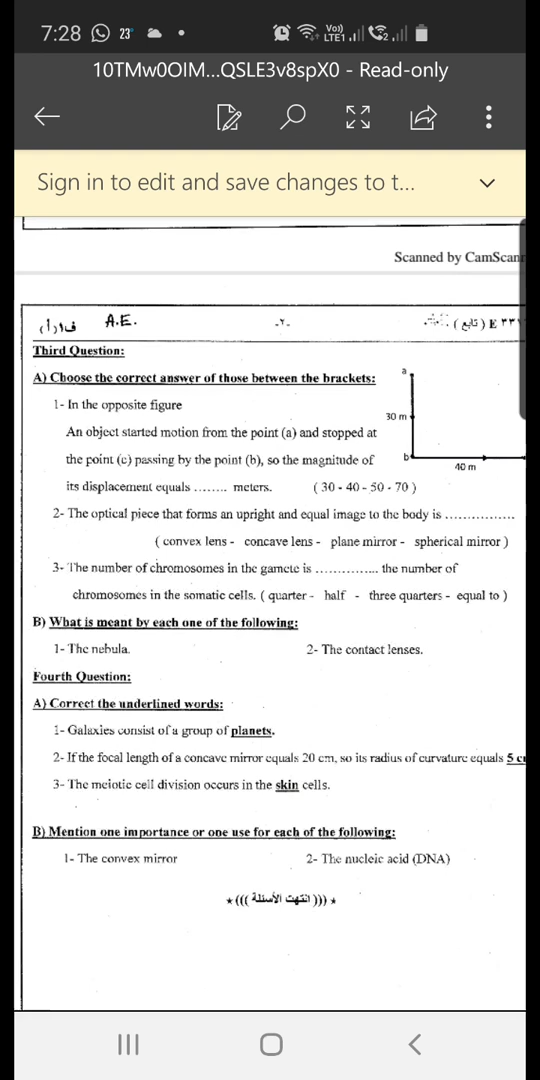 7:28 23° Vo)) LTE1 2
10TMw0OIM...QSLE3v8spX0 - Read-only
Sign in to edit and save changes to t...
Scanned by CamScan
A.E. -٢- ( تابع ) E ٣٣١
Third Question:
A) Choose the correct answer of those between the brackets:
a
1- In the opposite figure
30 m
An object started motion from the point (a) and stopped at
the point (c) passing by the point (b), so the magnitude of
b
40 m
its displacement equals ........ meters. ( 30 - 40 - 50 - 70 )
2- The optical piece that forms an upright and equal image to the body is ................
( convex lens - concave lens - plane mirror - spherical mirror )
3- The number of chromosomes in the gamete is .............. the number of
chromosomes in the somatic cells. ( quarter - half - three quarters - equal to )
B) What is meant by each one of the following:
1- The nebula. 2- The contact lenses.
Fourth Question:
A) Correct the underlined words:
1- Galaxies consist of a group of planets.
2- If the focal length of a concave mirror equals 20 cm, so its radius of curvature equals 5 c
3- The meiotic cell division occurs in the skin cells.
B) Mention one importance or one use for each of the following:
1- The convex mirror 2- The nucleic acid (DNA)
* ((( انتهت الأسئلة ))) *